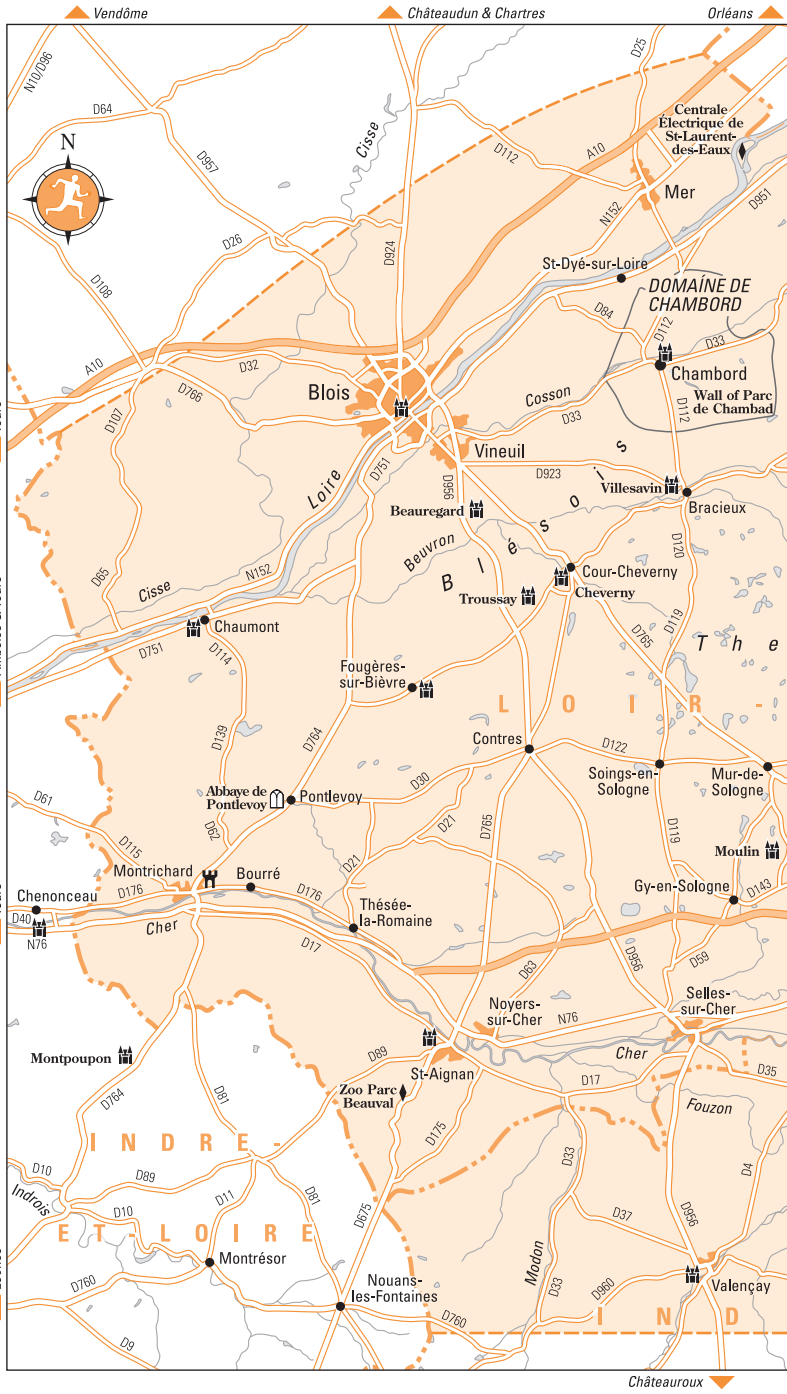 Vendôme
Châteaudun & Chartres
Orléans
N10/D96
D64
D957
Cisse
D25
Centrale
Électrique de
St-Laurent-
des-Eaux
N
D112
A10
Mer
N152
D951
D26
D924
D108
St-Dyé-sur-Loire
DOMAÍNE DE
CHAMBORD
D84
D112
D33
A10
D32
D766
Blois
Chambord
Cosson
D33
Wall of Parc
de Chambad
D112
D107
Vineuil
D751
Loire
D956
D923
Villesavin
Bracieux
Beauregard
Blésois
Beuvron
D120
D65
Cisse
N152
Cour-Cheverny
Cheverny
Troussay
D119
D765
The
Chaumont
D751
D114
Fougères-
sur-Bièvre
LOIR-
D139
D764
Contres
D122
Soings-en-
Sologne
Mur-de-
Sologne
D61
Abbaye de
Pontlevoy
Pontlevoy
D30
D62
D21
D765
D119
D115
D21
Moulin
Montrichard
Bourré
D176
D176
Gy-en-Sologne
D143
Chenonceau
D40
N76
Cher
Thésée-
la-Romaine
D17
D63
D956
D59
Noyers-
sur-Cher
N76
Selles-
sur-Cher
Montpoupon
D89
St-Aignan
Cher
D17
D35
Zoo Parc
Beauval
D764
D81
D175
Fouzon
INDRE-
D33
D4
D10
D89
Indrois
D10
D11
D81
D675
D37
D956
ET-LOIRE
Montrésor
Modon
D760
Nouans-
les-Fontaines
D33
D960
Valençay
D760
IND
D9
Châteauroux